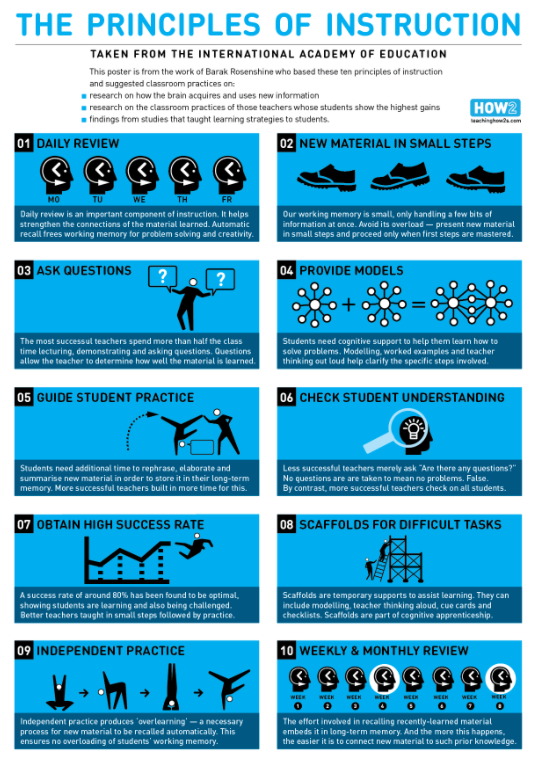 THE PRINCIPLES OF INSTRUCTION
TAKEN FROM THE INTERNATIONAL ACADEMY OF EDUCATION
This poster is from the work of Barak Rosenshine who based these ten principles of instruction
and suggested classroom practices on:
research on how the brain acquires and uses new information
research on the classroom practices of those teachers whose students show the highest gains
findings from studies that taught learning strategies to students.
HOW2
teachinghow2s.com
01 DAILY REVIEW
MO TU WE TH FR
Daily review is an important component of instruction. It helps
strengthen the connections of the material learned. Automatic
recall frees working memory for problem solving and creativity.
02 NEW MATERIAL IN SMALL STEPS
Our working memory is small, only handling a few bits of
information at once. Avoid its overload — present new material
in small steps and proceed only when first steps are mastered.
03 ASK QUESTIONS
? ?
The most successful teachers spend more than half the class
time lecturing, demonstrating and asking questions. Questions
allow the teacher to determine how well the material is learned.
04 PROVIDE MODELS
+ =
Students need cognitive support to help them learn how to
solve problems. Modelling, worked examples and teacher
thinking out loud help clarify the specific steps involved.
05 GUIDE STUDENT PRACTICE
Students need additional time to rephrase, elaborate and
summarise new material in order to store it in their long-term
memory. More successful teachers built in more time for this.
06 CHECK STUDENT UNDERSTANDING
Less successful teachers merely ask “Are there any questions?”
No questions are are taken to mean no problems. False.
By contrast, more successful teachers check on all students.
07 OBTAIN HIGH SUCCESS RATE
A success rate of around 80% has been found to be optimal,
showing students are learning and also being challenged.
Better teachers taught in small steps followed by practice.
08 SCAFFOLDS FOR DIFFICULT TASKS
Scaffolds are temporary supports to assist learning. They can
include modelling, teacher thinking aloud, cue cards and
checklists. Scaffolds are part of cognitive apprenticeship.
09 INDEPENDENT PRACTICE
Independent practice produces ‘overlearning’ — a necessary
process for new material to be recalled automatically. This
ensures no overloading of students’ working memory.
10 WEEKLY & MONTHLY REVIEW
WEEK WEEK WEEK WEEK WEEK WEEK WEEK WEEK
1 2 3 4 5 6 7 8
The effort involved in recalling recently-learned material
embeds it in long-term memory. And the more this happens,
the easier it is to connect new material to such prior knowledge.